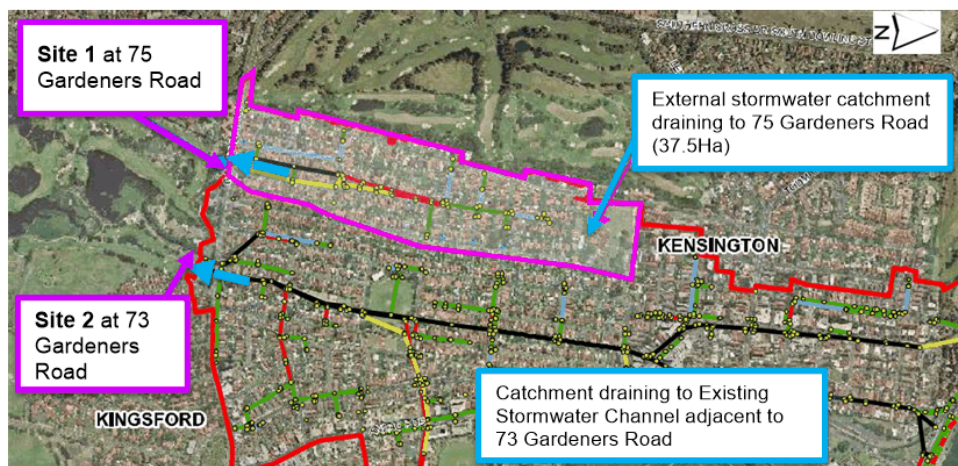 Site 1 at 75
Gardeners Road
External stormwater catchment
draining to 75 Gardeners Road
(37.5Ha)
N
KENSINGTON
Site 2 at 73
Gardeners
Road
KINGSFORD
Catchment draining to Existing
Stormwater Channel adjacent to
73 Gardeners Road